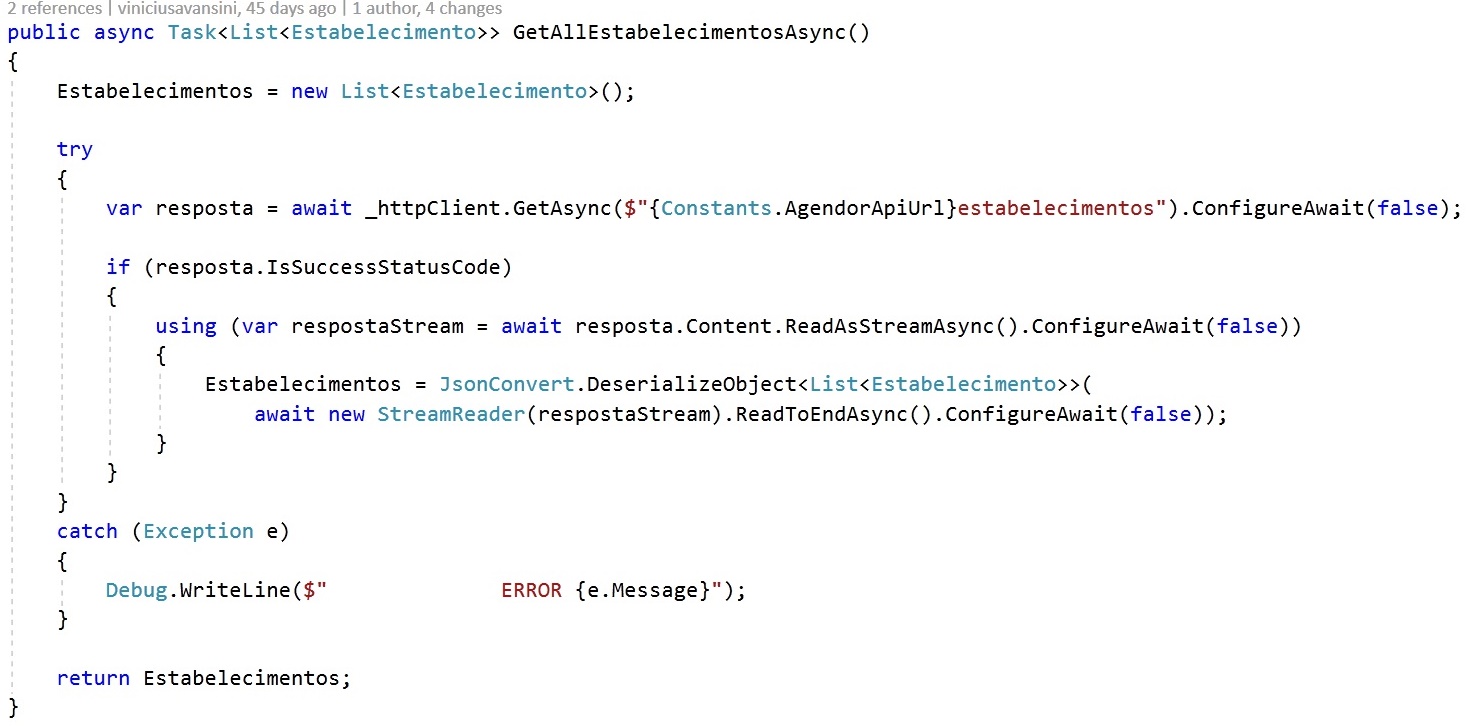 2 references | viniciusavansini, 45 days ago | 1 author, 4 changes
public async Task<List<Estabelecimento>> GetAllEstabelecimentosAsync()
{
    Estabelecimentos = new List<Estabelecimento>();

    try
    {
        var resposta = await _httpClient.GetAsync($"{Constants.AgendorApiUrl}estabelecimentos").ConfigureAwait(false);

        if (resposta.IsSuccessStatusCode)
        {
            using (var respostaStream = await resposta.Content.ReadAsStreamAsync().ConfigureAwait(false))
            {
                Estabelecimentos = JsonConvert.DeserializeObject<List<Estabelecimento>>(
                    await new StreamReader(respostaStream).ReadToEndAsync().ConfigureAwait(false));
            }
        }
    }
    catch (Exception e)
    {
        Debug.WriteLine($"              ERROR {e.Message}");
    }

    return Estabelecimentos;
}